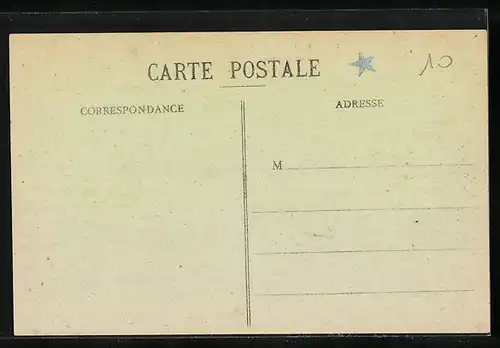 CARTE POSTALE
10
CORRESPONDANCE
ADRESSE
M